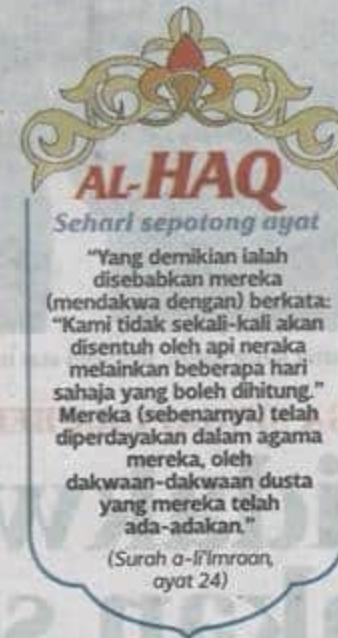 AL-HAQ
Sehari sepotong ayat
"Yang demikian ialah
disebabkan mereka
(mendakwa dengan) berkata:
"Kami tidak sekali-kali akan
disentuh oleh api neraka
melainkan beberapa hari
sahaja yang boleh dihitung."
Mereka (sebenarnya) telah
diperdayakan dalam agama
mereka, oleh
dakwaan-dakwaan dusta
yang mereka telah
ada-adakan."
(Surah a-li'Imraan,
ayat 24)